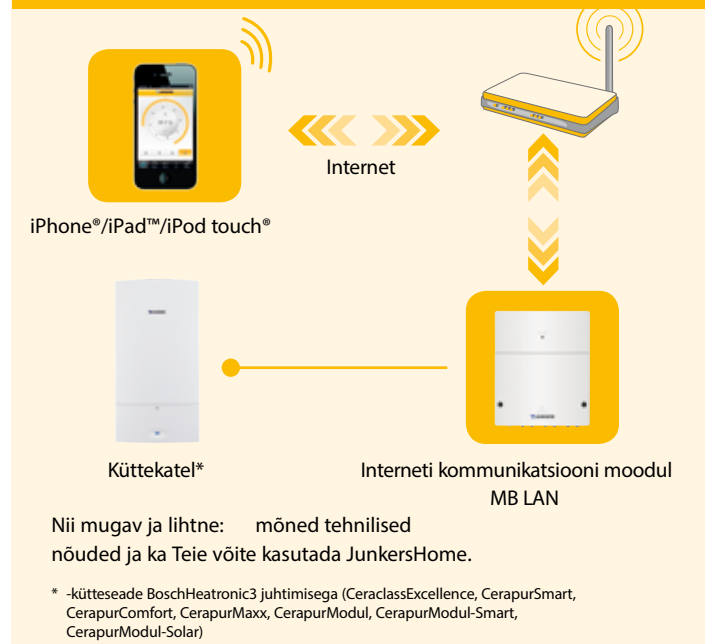 Internet
iPhone®/iPad™/iPod touch®
Küttekatel*
Interneti kommunikatsiooni moodul
MB LAN
Nii mugav ja lihtne: mõned tehnilised
nõuded ja ka Teie võite kasutada JunkersHome.
* -kütteseade BoschHeatronic3 juhtimisega (CeraclassExcellence, CerapurSmart,
CerapurComfort, CerapurMaxx, CerapurModul, CerapurModul-Smart,
CerapurModul-Solar)